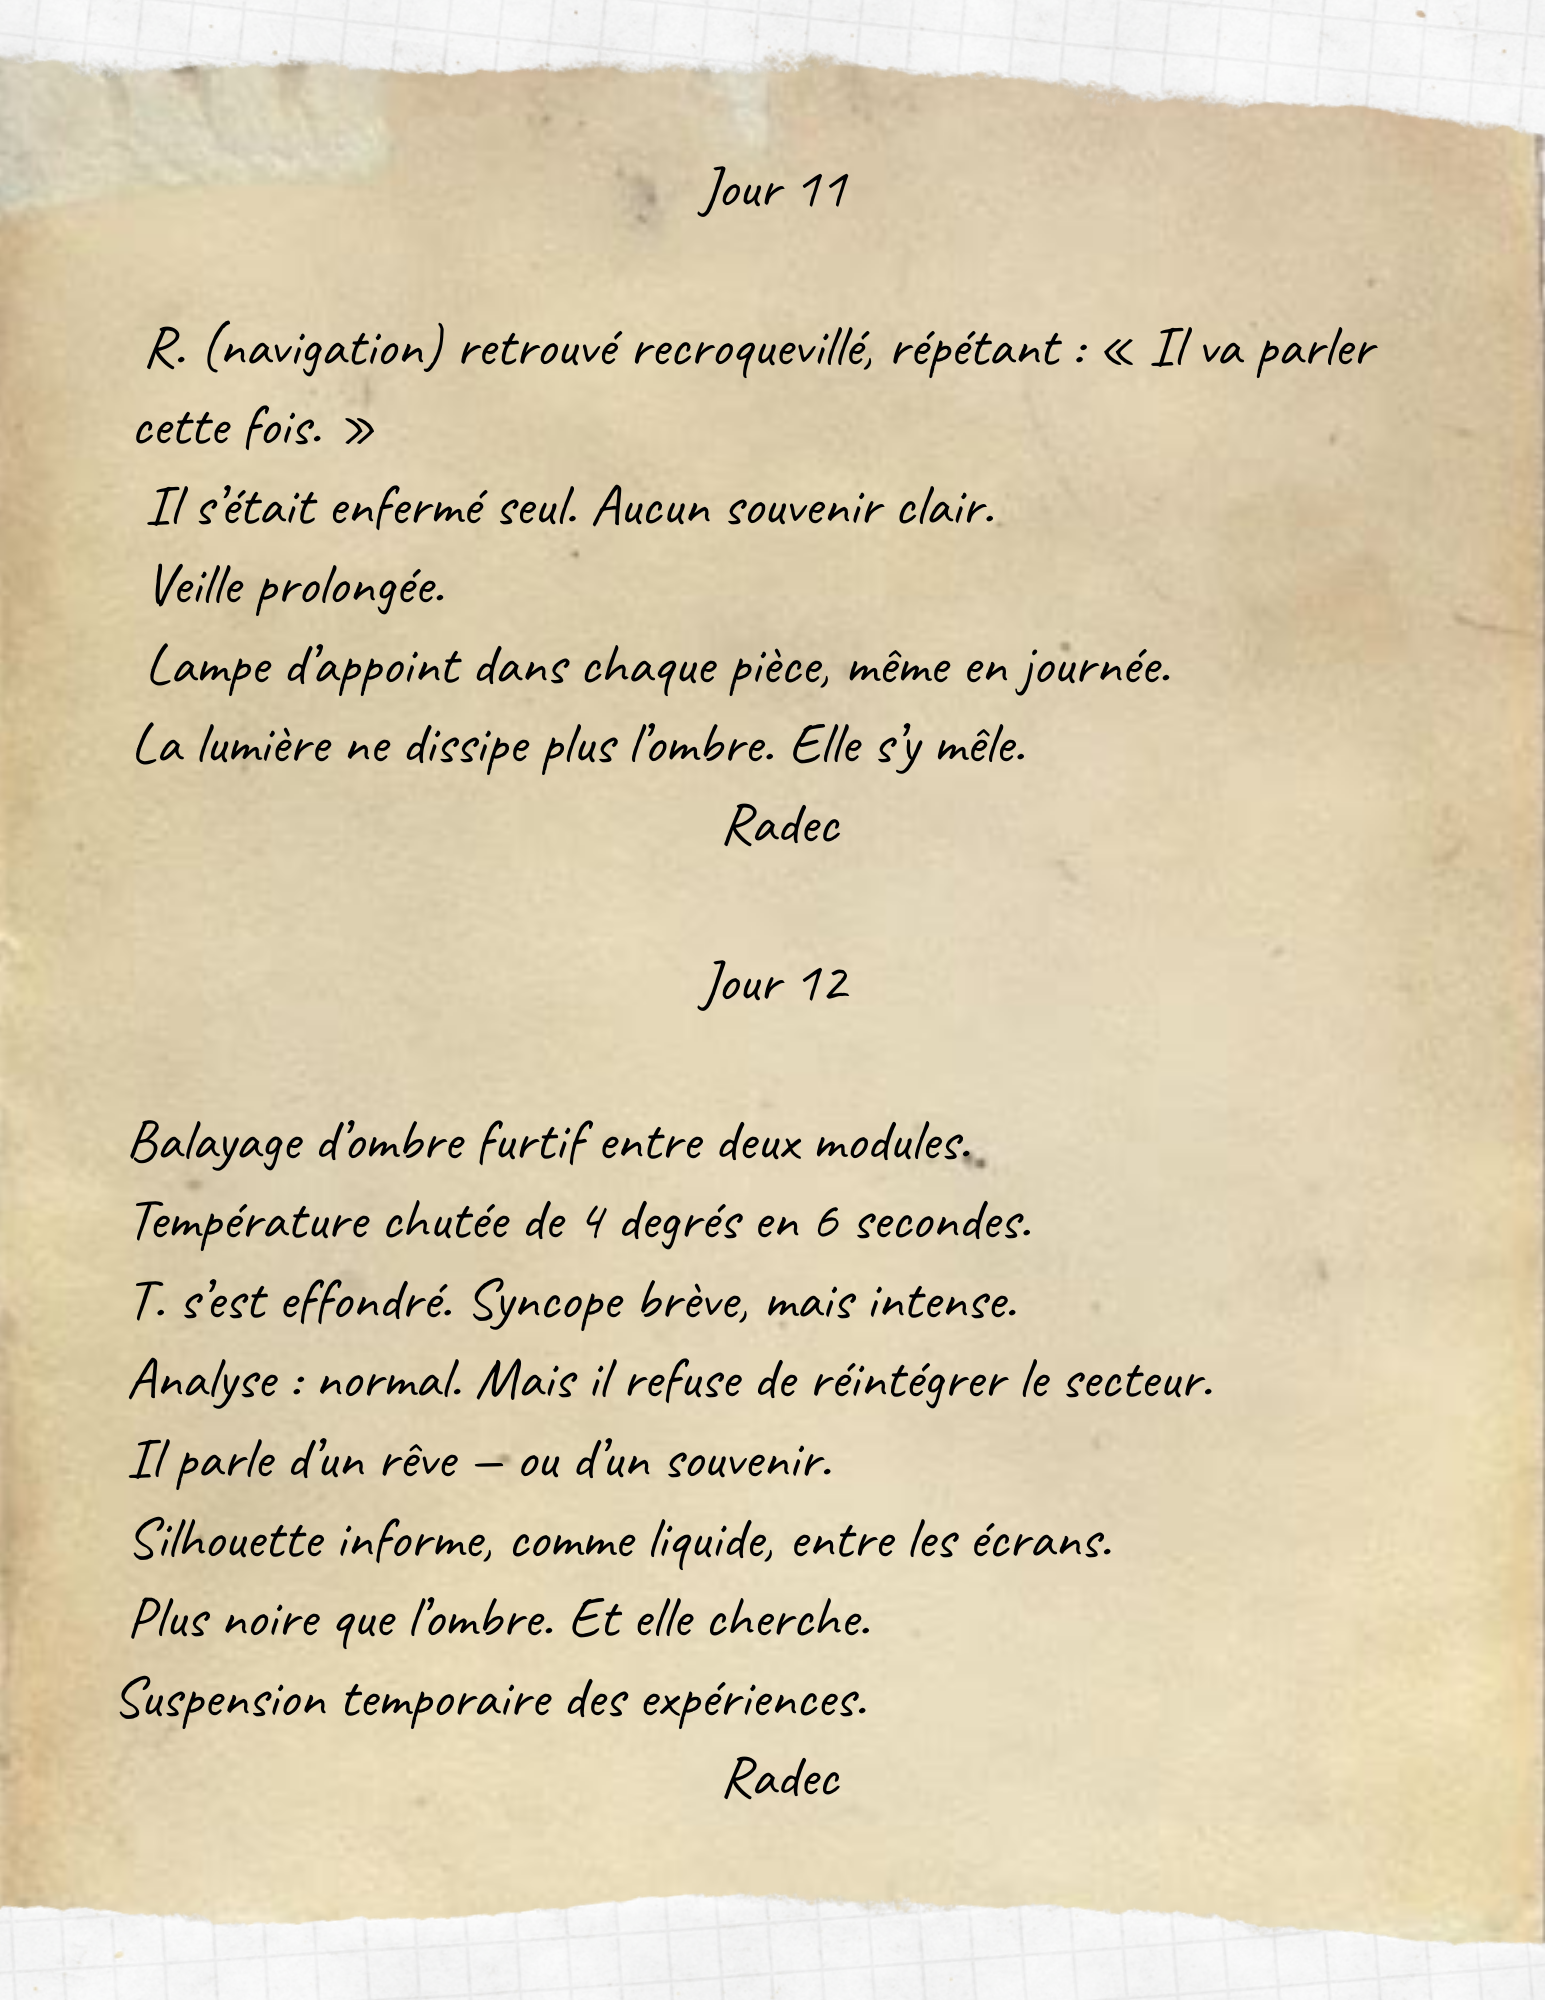 Jour 11
R. (navigation) retrouvé recroquevillé, répétant : « Il va parler
cette fois. »
Il s’était enfermé seul. Aucun souvenir clair.
Veille prolongée.
Lampe d’appoint dans chaque pièce, même en journée.
La lumière ne dissipe plus l’ombre. Elle s’y mêle.
Radec
Jour 12
Balayage d’ombre furtif entre deux modules.
Température chutée de 4 degrés en 6 secondes.
T. s’est effondré. Syncope brève, mais intense.
Analyse : normal. Mais il refuse de réintégrer le secteur.
Il parle d’un rêve — ou d’un souvenir.
Silhouette informe, comme liquide, entre les écrans.
Plus noire que l’ombre. Et elle cherche.
Suspension temporaire des expériences.
Radec